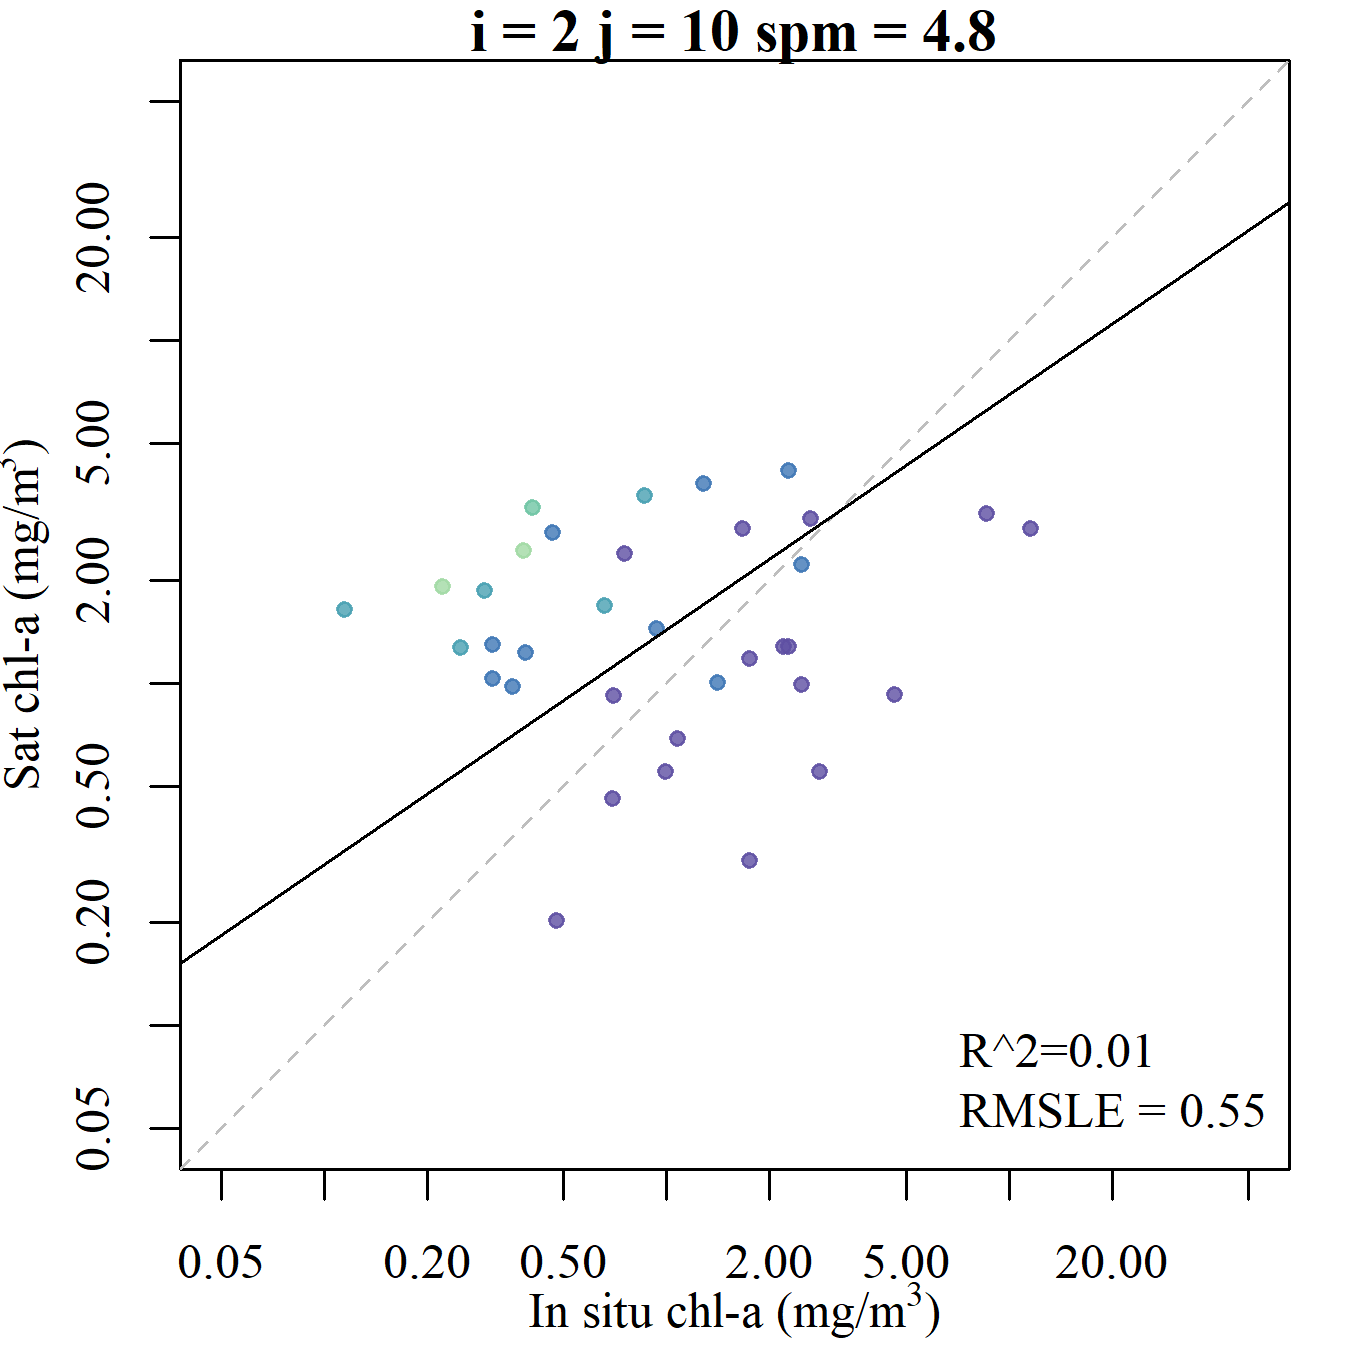 i = 2 j = 10 spm = 4.8
Sat chl-a (mg/m³)
20.00
5.00
2.00
0.50
0.20
0.05
R^2=0.01
RMSLE = 0.55
0.05 0.20 0.50 2.00 5.00 20.00
In situ chl-a (mg/m³)